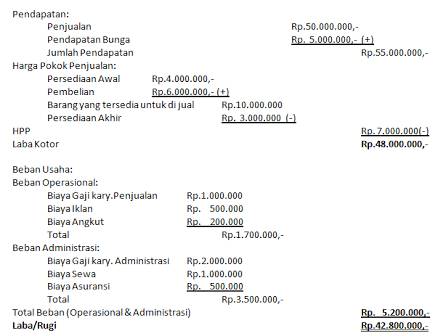 Pendapatan:
Penjualan Rp.50.000.000,-
Pendapatan Bunga Rp. 5.000.000,- (+)
Jumlah Pendapatan Rp.55.000.000,-
Harga Pokok Penjualan:
Persediaan Awal Rp.4.000.000,-
Pembelian Rp.6.000.000,- (+)
Barang yang tersedia untuk di jual Rp.10.000.000
Persediaan Akhir Rp. 3.000.000 (-)
HPP Rp. 7.000.000(-)
Laba Kotor Rp.48.000.000,-
Beban Usaha:
Beban Operasional:
Biaya Gaji kary.Penjualan Rp.1.000.000
Biaya Iklan Rp. 500.000
Biaya Angkut Rp. 200.000
Total Rp.1.700.000,-
Beban Administrasi:
Biaya Gaji kary. Administrasi Rp.2.000.000
Biaya Sewa Rp.1.000.000
Biaya Asuransi Rp. 500.000
Total Rp.3.500.000,-
Total Beban (Operasional & Administrasi) Rp. 5.200.000,-
Laba/Rugi Rp.42.800.000,-